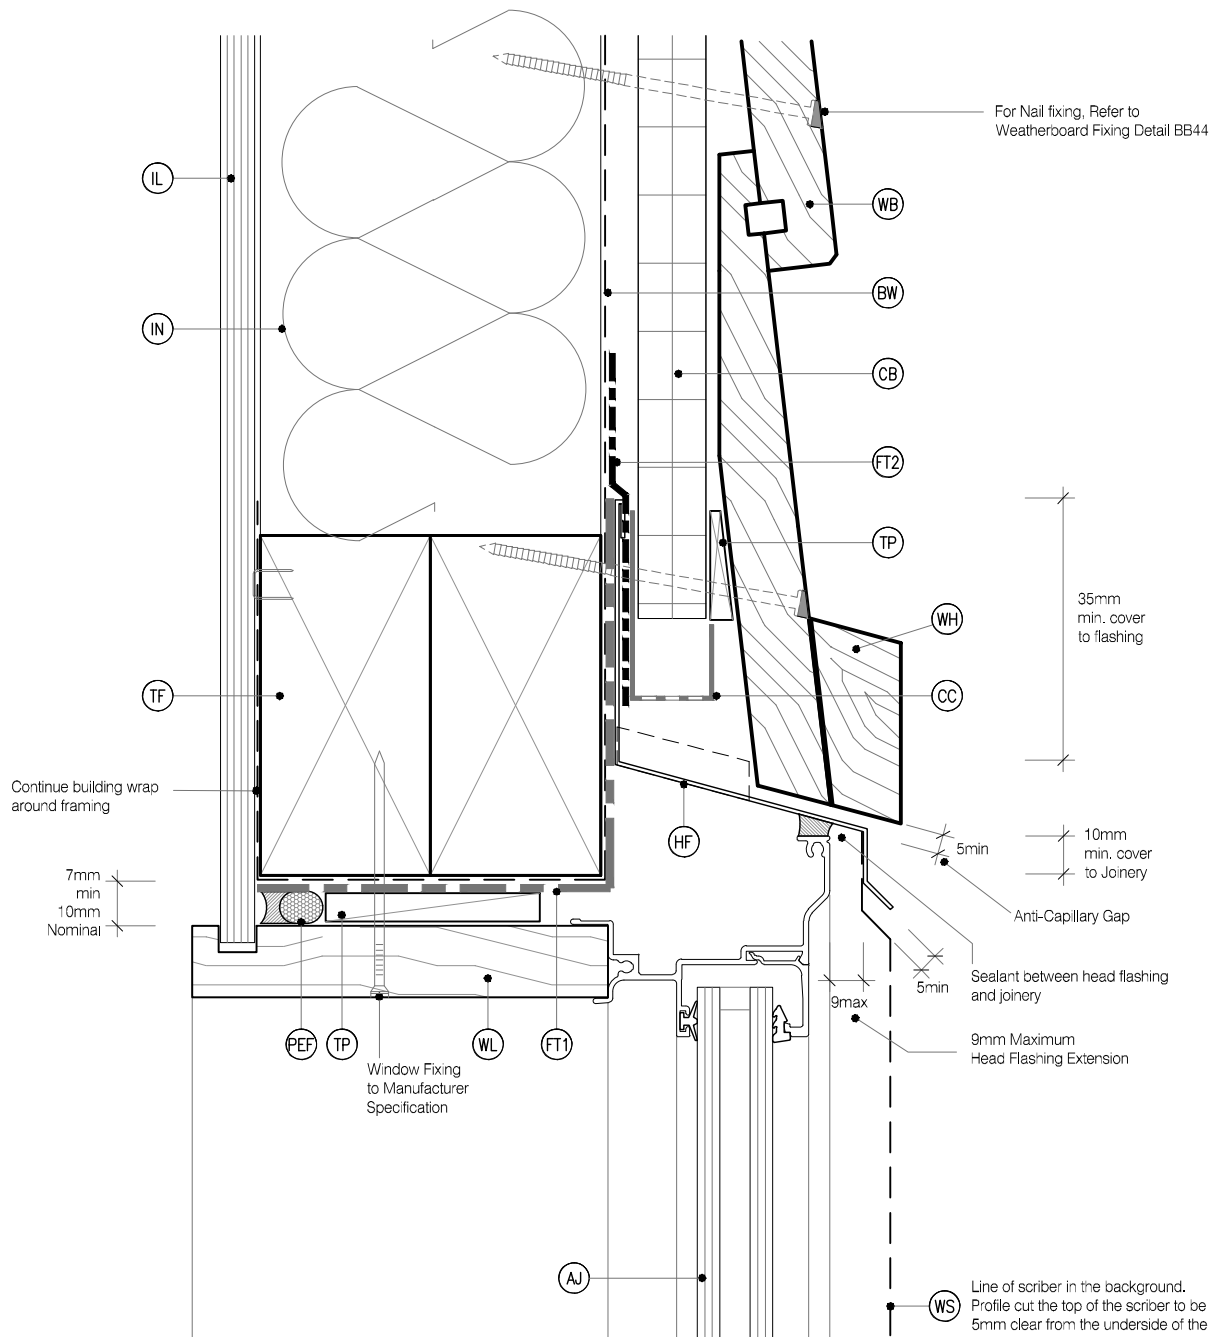 For Nail fixing, Refer to
Weatherboard Fixing Detail BB44
IL
WB
BW
IN
CB
FT2
TP
35mm
min. cover
to flashing
WH
TF
CC
Continue building wrap
around framing
HF
10mm
min. cover
to Joinery
5min
7mm
min
10mm
Nominal
Anti-Capillary Gap
Sealant between head flashing
and joinery
5min
9max
PEF
TP
WL
FT1
9mm Maximum
Head Flashing Extension
Window Fixing
to Manufacturer
Specification
AJ
WS
Line of scriber in the background.
Profile cut the top of the scriber to be
5mm clear from the underside of the